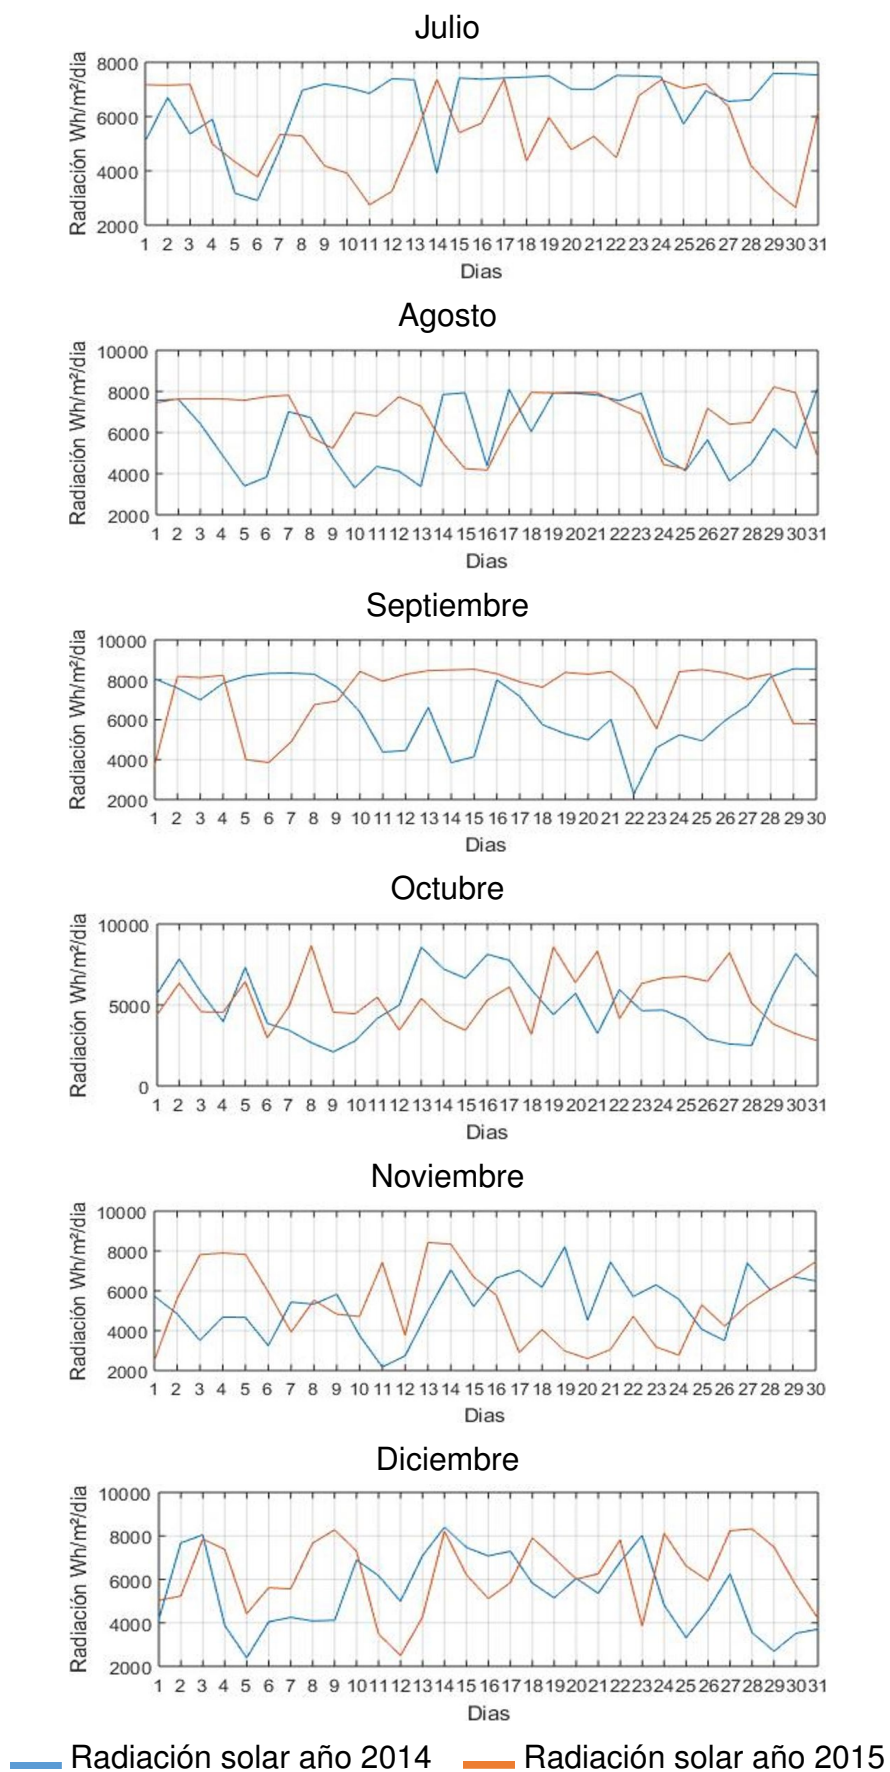 Julio
Radiación Wh/m²/dia
8000
6000
4000
2000
1 2 3 4 5 6 7 8 9 10 11 12 13 14 15 16 17 18 19 20 21 22 23 24 25 26 27 28 29 30 31
Dias
Agosto
Radiación Wh/m²/dia
10000
8000
6000
4000
2000
1 2 3 4 5 6 7 8 9 10 11 12 13 14 15 16 17 18 19 20 21 22 23 24 25 26 27 28 29 30 31
Dias
Septiembre
Radiación Wh/m²/dia
10000
8000
6000
4000
2000
1 2 3 4 5 6 7 8 9 10 11 12 13 14 15 16 17 18 19 20 21 22 23 24 25 26 27 28 29 30
Dias
Octubre
Radiación Wh/m²/dia
10000
5000
0
1 2 3 4 5 6 7 8 9 10 11 12 13 14 15 16 17 18 19 20 21 22 23 24 25 26 27 28 29 30 31
Dias
Noviembre
Radiación Wh/m²/dia
10000
8000
6000
4000
2000
1 2 3 4 5 6 7 8 9 10 11 12 13 14 15 16 17 18 19 20 21 22 23 24 25 26 27 28 29 30
Dias
Diciembre
Radiación Wh/m²/dia
10000
8000
6000
4000
2000
1 2 3 4 5 6 7 8 9 10 11 12 13 14 15 16 17 18 19 20 21 22 23 24 25 26 27 28 29 30 31
Dias
Radiación solar año 2014 Radiación solar año 2015